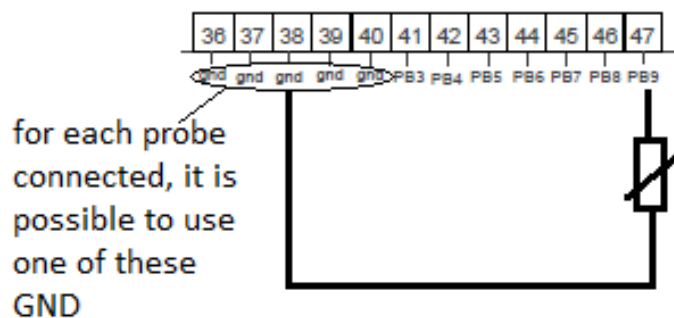 36 37 38 39 40 41 42 43 44 45 46 47
gnd gnd gnd gnd gnd PB3 PB4 PB5 PB6 PB7 PB8 PB9
for each probe
connected, it is
possible to use
one of these
GND